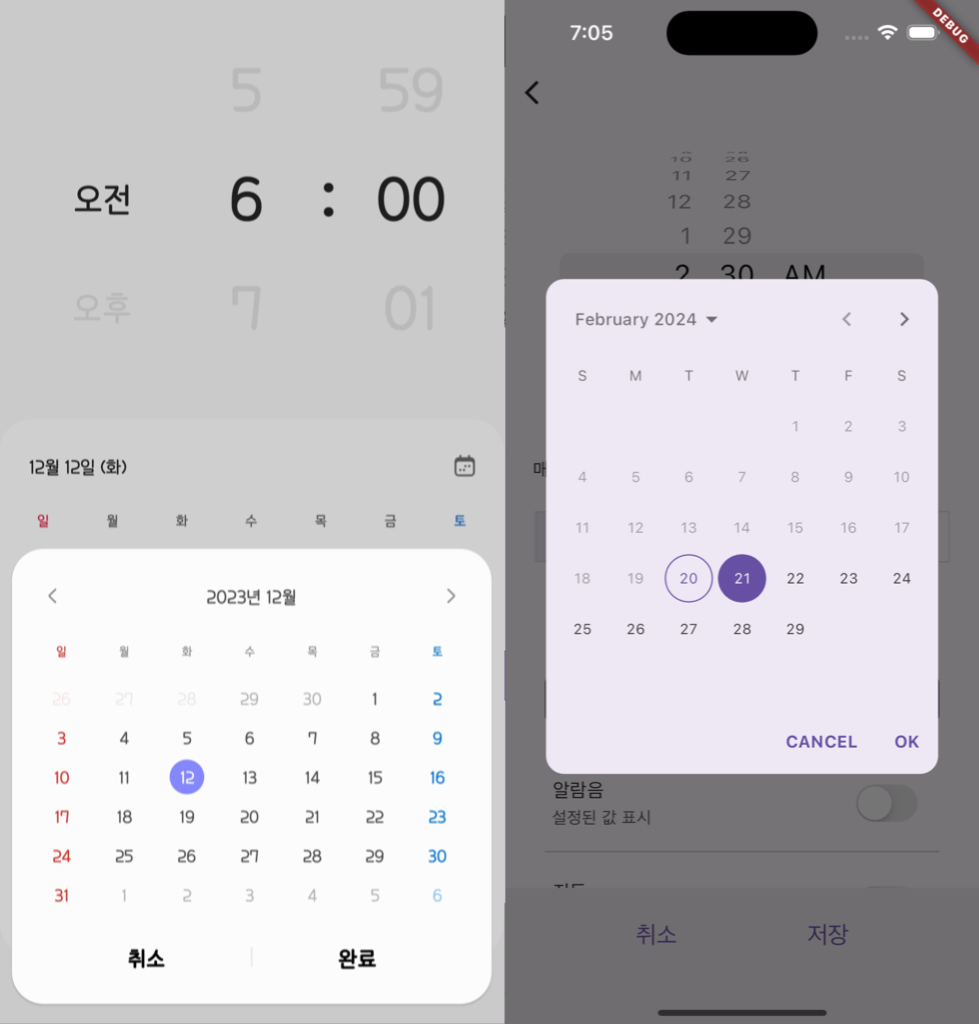 5 59
오전 6 : 00
오후 7 01
12월 12일 (화)
일 월 화 수 목 금 토
2023년 12월
일 월 화 수 목 금 토
26 27 28 29 30 1 2
3 4 5 6 7 8 9
10 11 12 13 14 15 16
17 18 19 20 21 22 23
24 25 26 27 28 29 30
31 1 2 3 4 5 6
취소 완료
7:05
DEBUG
10 26
11 27
12 28
1 29
2 30 AM
February 2024
S M T W T F S
1 2 3
4 5 6 7 8 9 10
11 12 13 14 15 16 17
18 19 20 21 22 23 24
25 26 27 28 29
CANCEL OK
매
알람음
설정된 값 표시
취소 저장